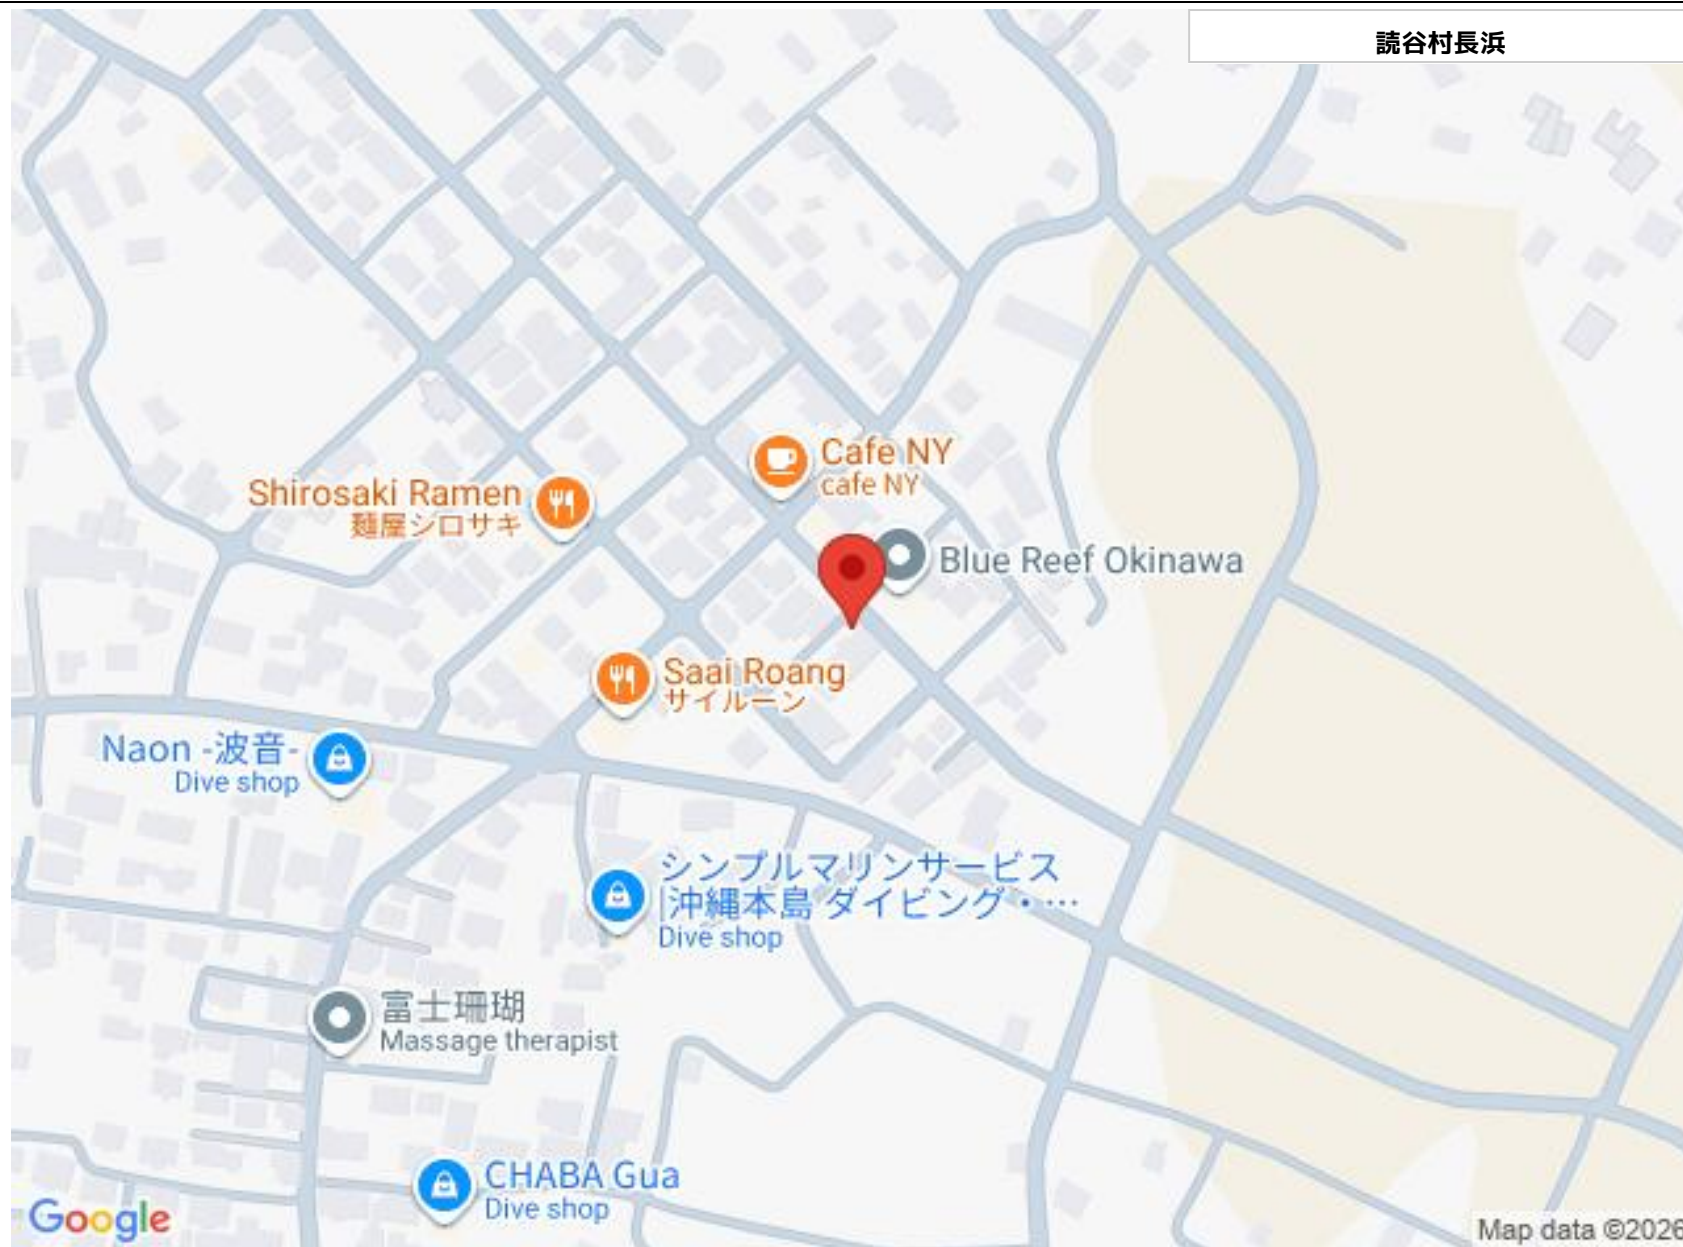 読谷村長浜
Cafe NY
cafe NY
Shirosaki Ramen
麺屋シロサキ
Blue Reef Okinawa
Saai Roang
サイルーン
Naon -波音-
Dive shop
シンプルマリンサービス
|沖縄本島 ダイビング・…
Dive shop
富士珊瑚
Massage therapist
CHABA Gua
Dive shop
Google
Map data ©2026